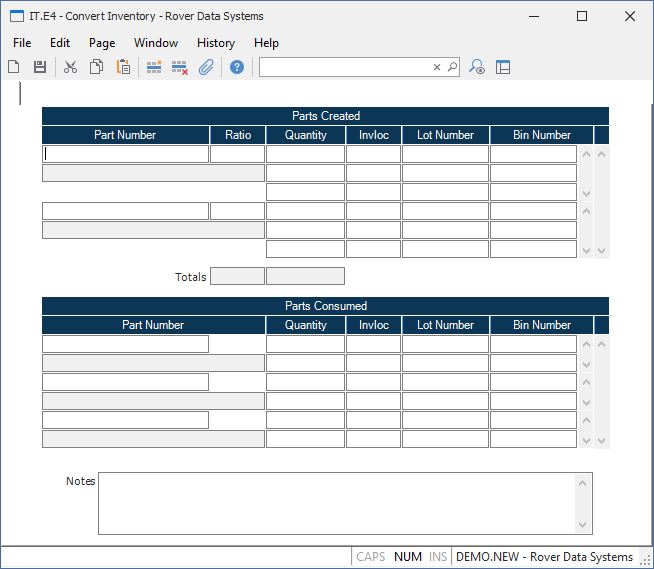 IT.E4 - Convert Inventory - Rover Data Systems
File Edit Page Window History Help
Parts Created
Part Number Ratio Quantity Invloc Lot Number Bin Number
Totals
Parts Consumed
Part Number Quantity Invloc Lot Number Bin Number
Notes
CAPS NUM INS DEMO.NEW - Rover Data Systems